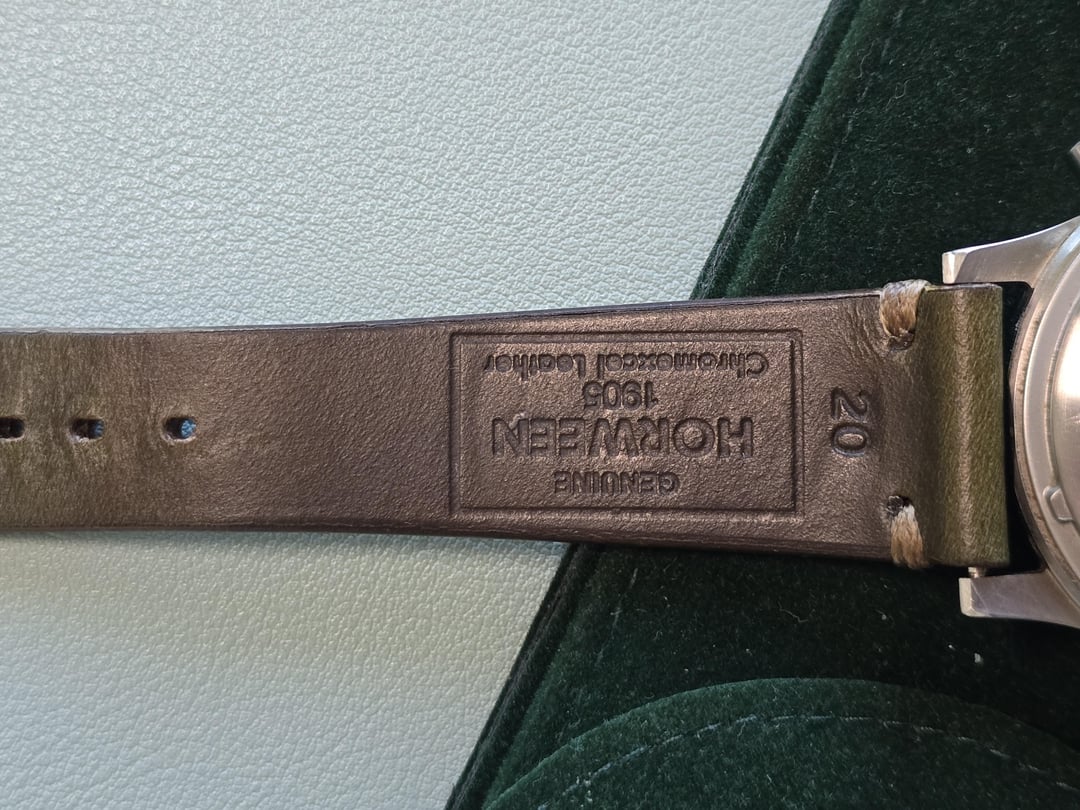 GENUINE
HORWEEN
1905
Chromexcel Leather
20